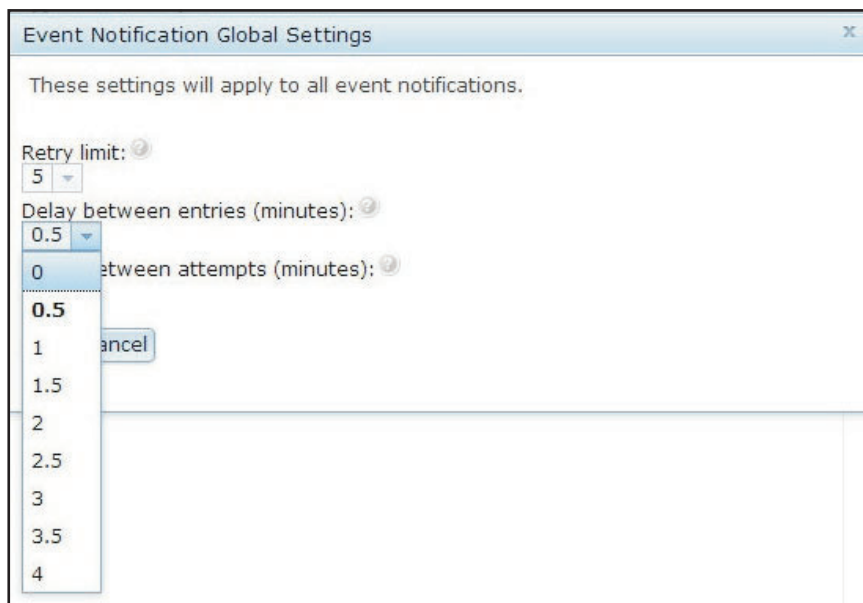 Event Notification Global Settings x
These settings will apply to all event notifications.
Retry limit: ?
5
Delay between entries (minutes): ?
0.5
0 etween attempts (minutes): ?
0.5
1 ancel
1.5
2
2.5
3
3.5
4